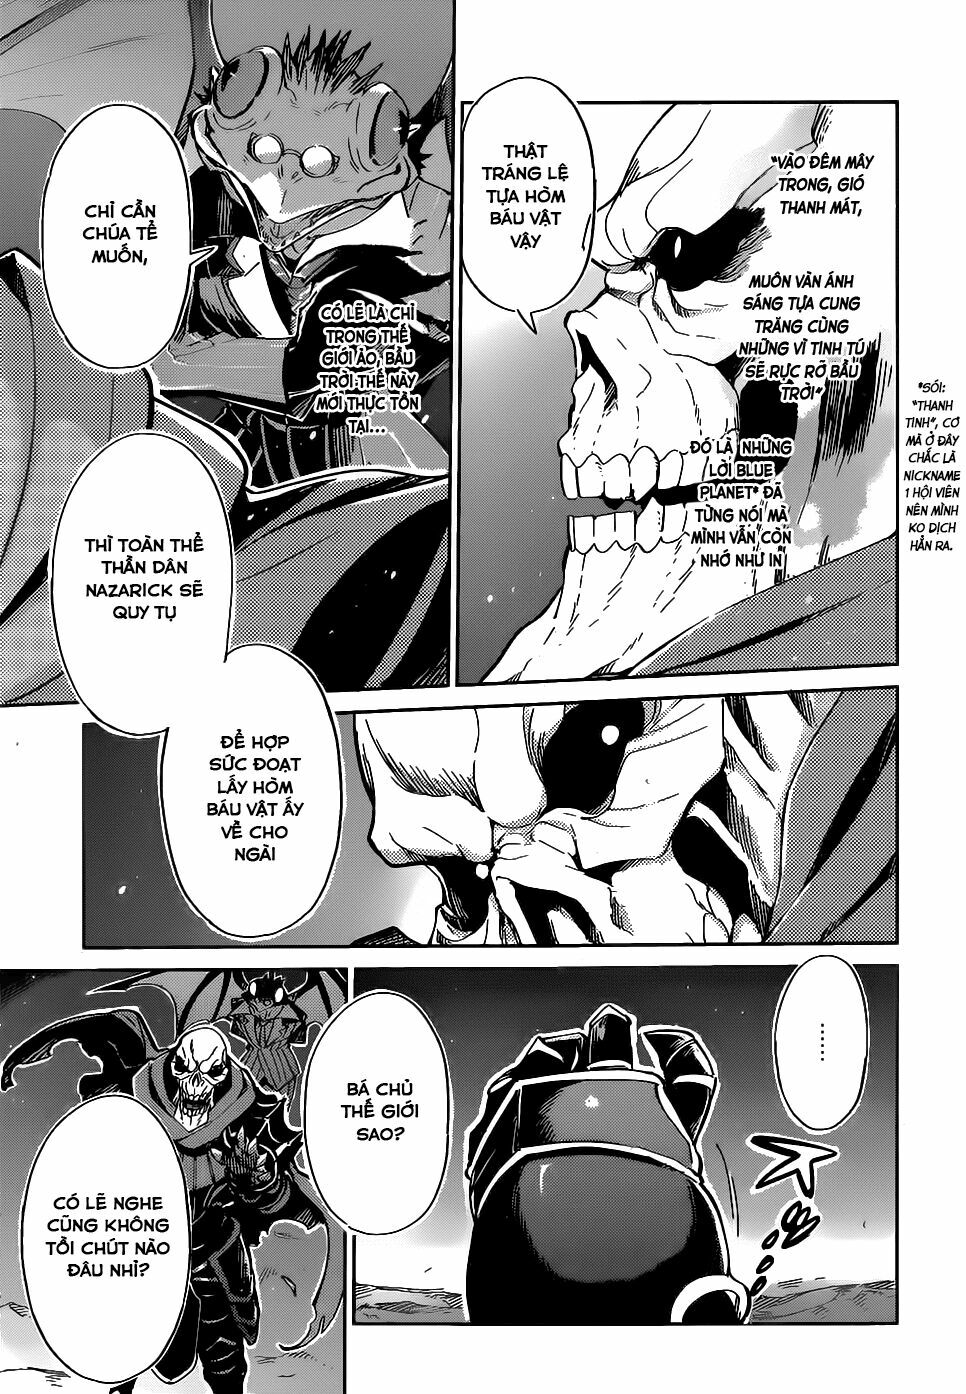 "VÀO ĐÊM MÂY
TRONG, GIÓ
THANH MÁT,
MUÔN VÀN ÁNH
SÁNG TỰA CUNG
TRĂNG CÙNG
NHỮNG VÌ TINH TÚ
SẼ RỰC RỠ BẦU
TRỜI"
ĐÓ LÀ NHỮNG
LỜI BLUE
PLANET* ĐÃ
TỪNG NÓI MÀ
MÌNH VẪN CÒN
NHỚ NHƯ IN
*SÓI:
"THANH
TINH", CƠ
MÀ Ở ĐÂY
CHẮC LÀ
NICKNAME
1 HỘI VIÊN
NÊN MÌNH
KO DỊCH
HẲN RA.
THẬT
TRÁNG LỆ
TỰA HÒM
BÁU VẬT
VẬY
CÓ LẼ LÀ CHỈ
TRONG THẾ
GIỚI ẢO, BẦU
TRỜI THẾ NÀY
MỚI THỰC TỒN
TẠI...
CHỈ CẦN
CHÚA TỂ
MUỐN,
THÌ TOÀN THỂ
THẦN DÂN
NAZARICK SẼ
QUY TỤ
ĐỂ HỢP
SỨC ĐOẠT
LẤY HÒM
BÁU VẬT ẤY
VỀ CHO
NGÀI
........
BÁ CHỦ
THẾ GIỚI
SAO?
CÓ LẼ NGHE
CŨNG KHÔNG
TỒI CHÚT NÀO
ĐÂU NHỈ?